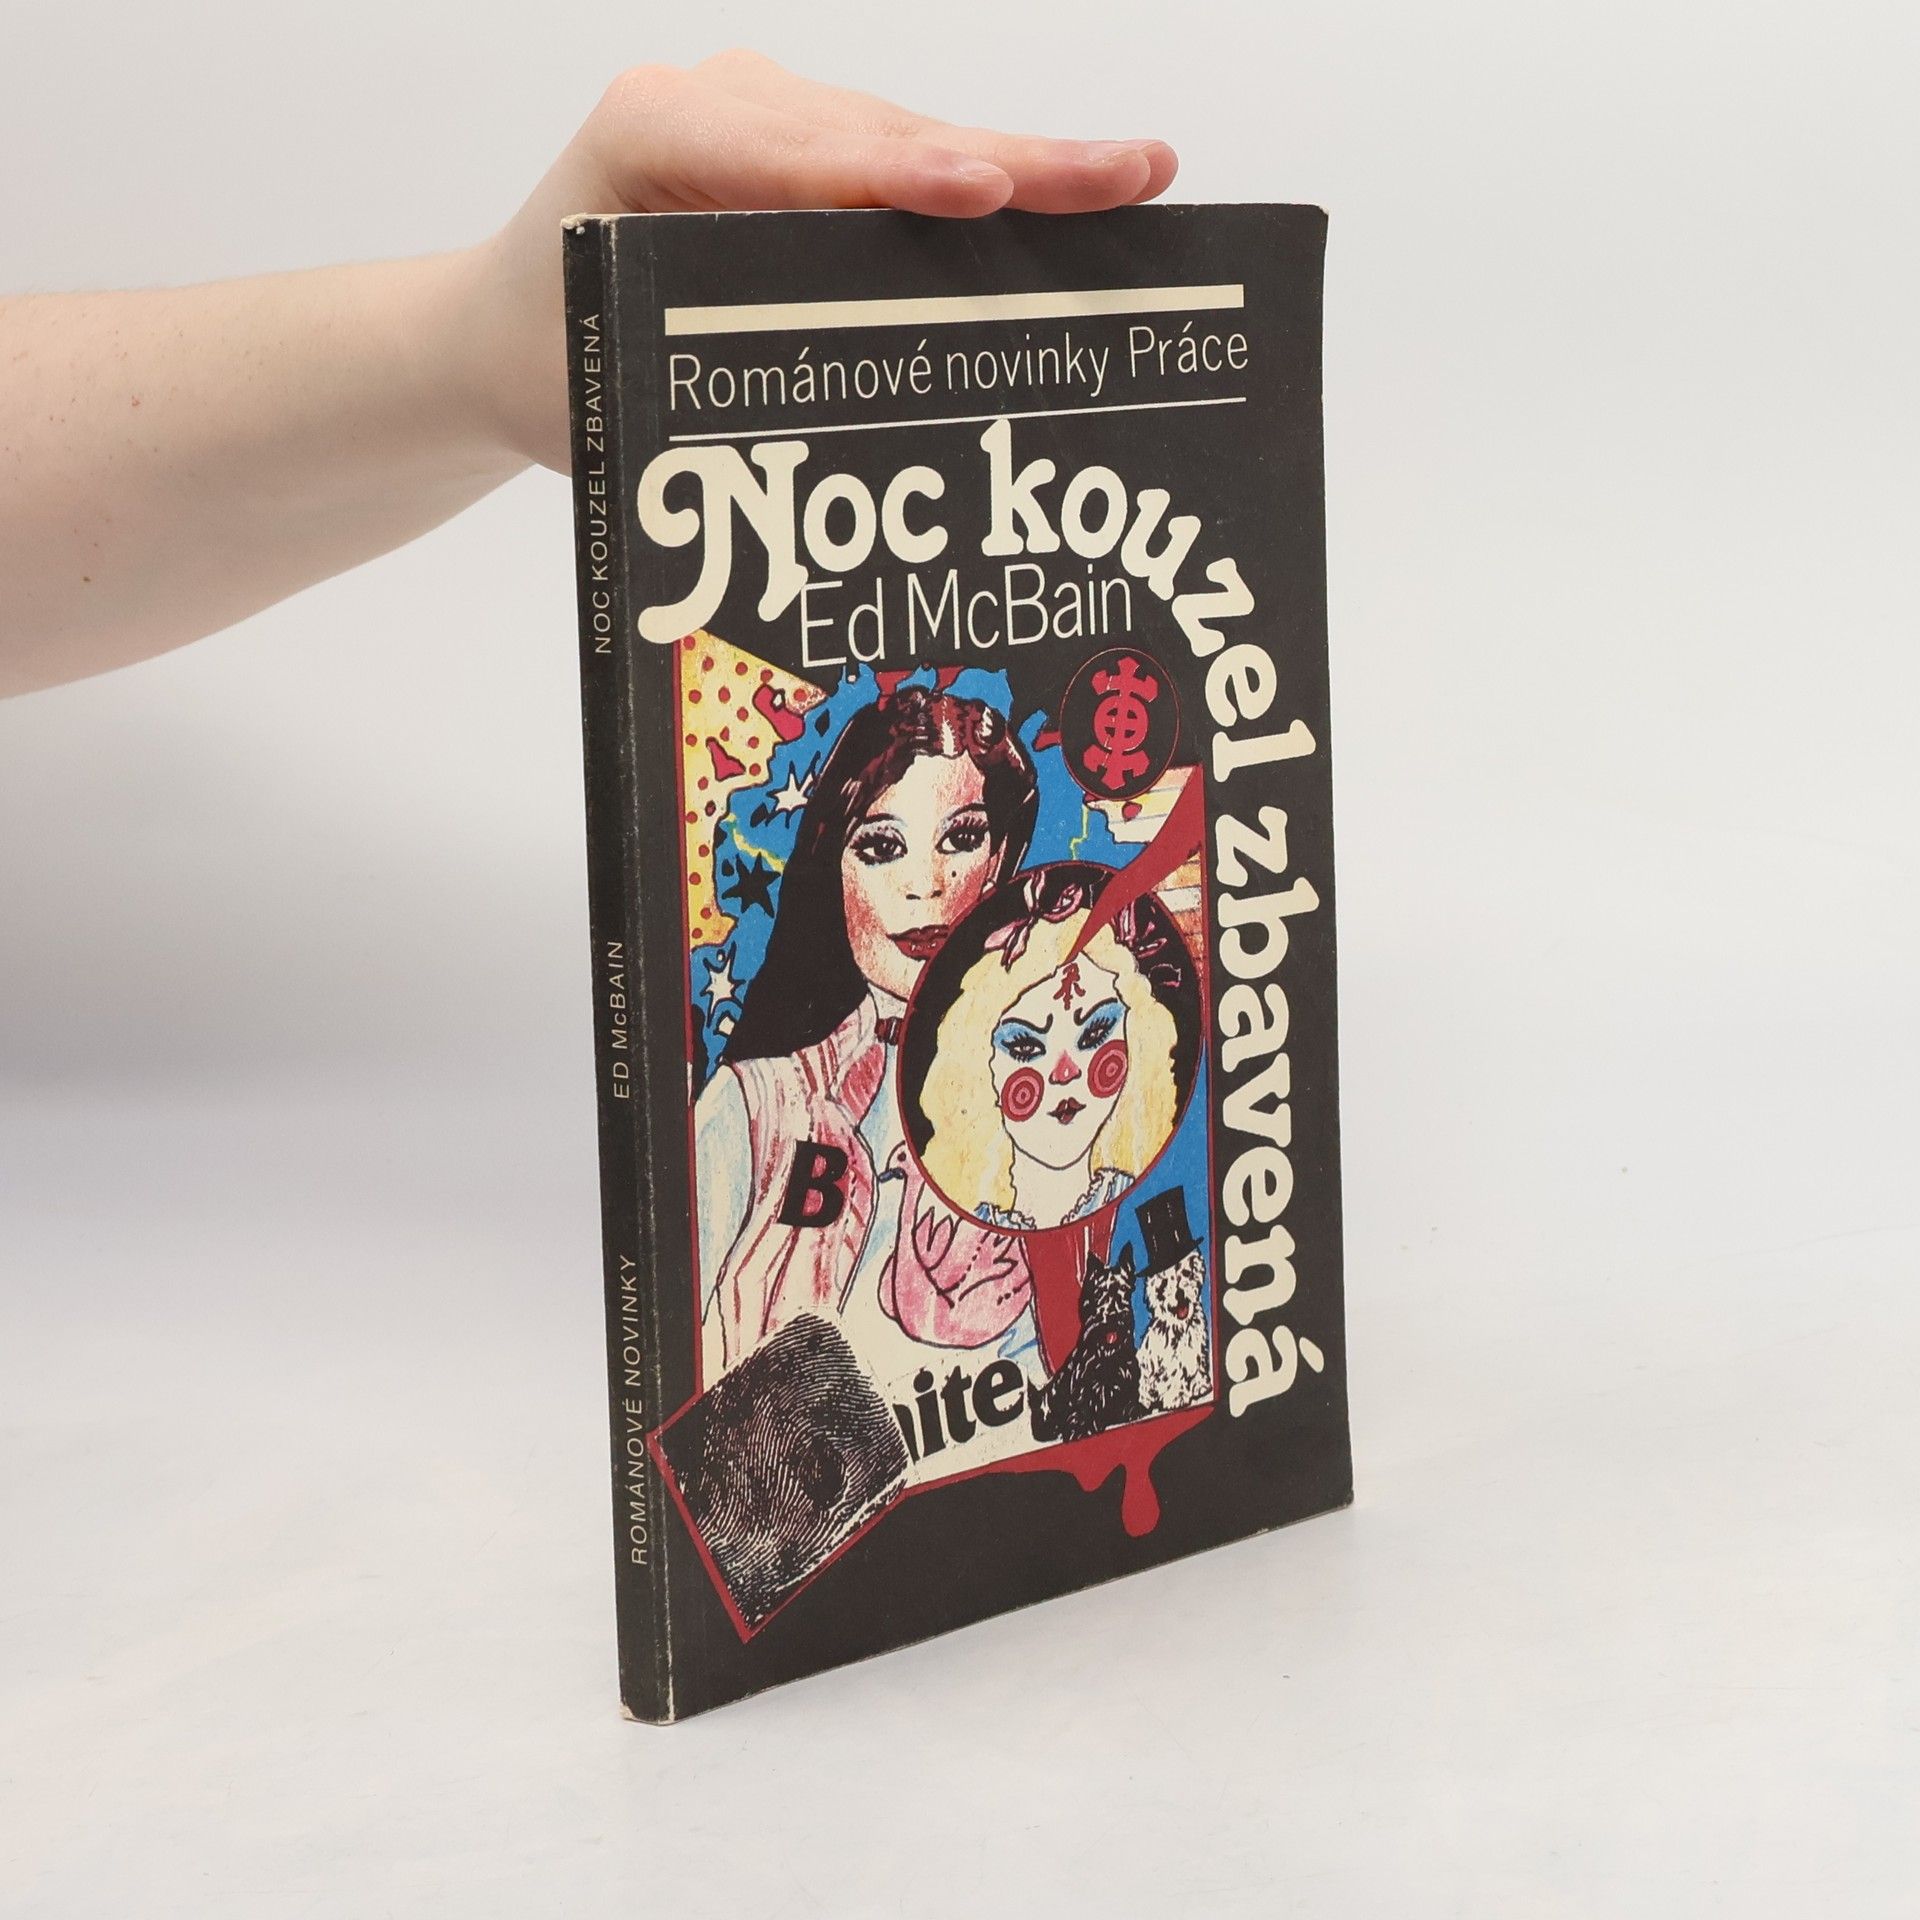 Románové novinky Práce
Noc kouzel zbavená
Ed McBain
B
ite
NOC KOUZEL ZBAVENÁ
ED McBAIN
ROMÁNOVÉ NOVINKY